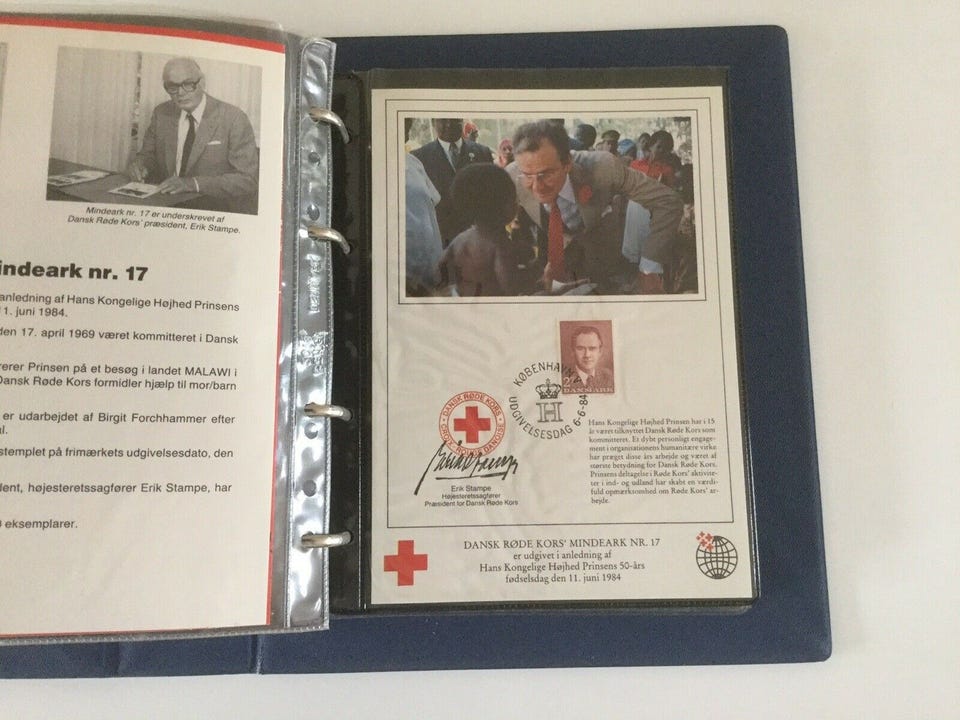 Mindeark nr. 17 er underskrevet af
Dansk Røde Kors' præsident, Erik Stampe.
indeark nr. 17
anledning af Hans Kongelige Højhed Prinsens
1. juni 1984.
den 17. april 1969 været kommitteret i Dansk
rerer Prinsen på et besøg i landet MALAWI i
Dansk Røde Kors formidler hjælp til mor/barn
er udarbejdet af Birgit Forchhammer efter
l.
stemplet på frimærkets udgivelsesdato, den
dent, højesteretssagfører Erik Stampe, har
0 eksemplarer.
DANMARK
KØBENHAVN
H
UDGIVELSESDAG 6-6-84
DANSK RØDE KORS
CROIX-ROUGE DANOISE
Erik Stampe
Højesteretssagfører
Præsident for Dansk Røde Kors
Hans Kongelige Højhed Prinsen har i 15
år været tilknyttet Dansk Røde Kors som
kommitteret. Et dybt personligt engage-
ment i organisationens humanitære virke
har præget disse års arbejde og været af
største betydning for Dansk Røde Kors.
Prinsens deltagelse i Røde Kors' aktivite-
ter i ind- og udland har skabt en værdi-
fuld opmærksomhed om Røde Kors' ar-
bejde.
DANSK RØDE KORS' MINDEARK NR. 17
er udgivet i anledning af
Hans Kongelige Højhed Prinsens 50-års
fødselsdag den 11. juni 1984